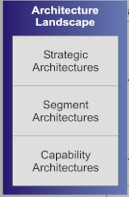 Architecture
Landscape
Strategic
Architectures
Segment
Architectures
Capability
Architectures